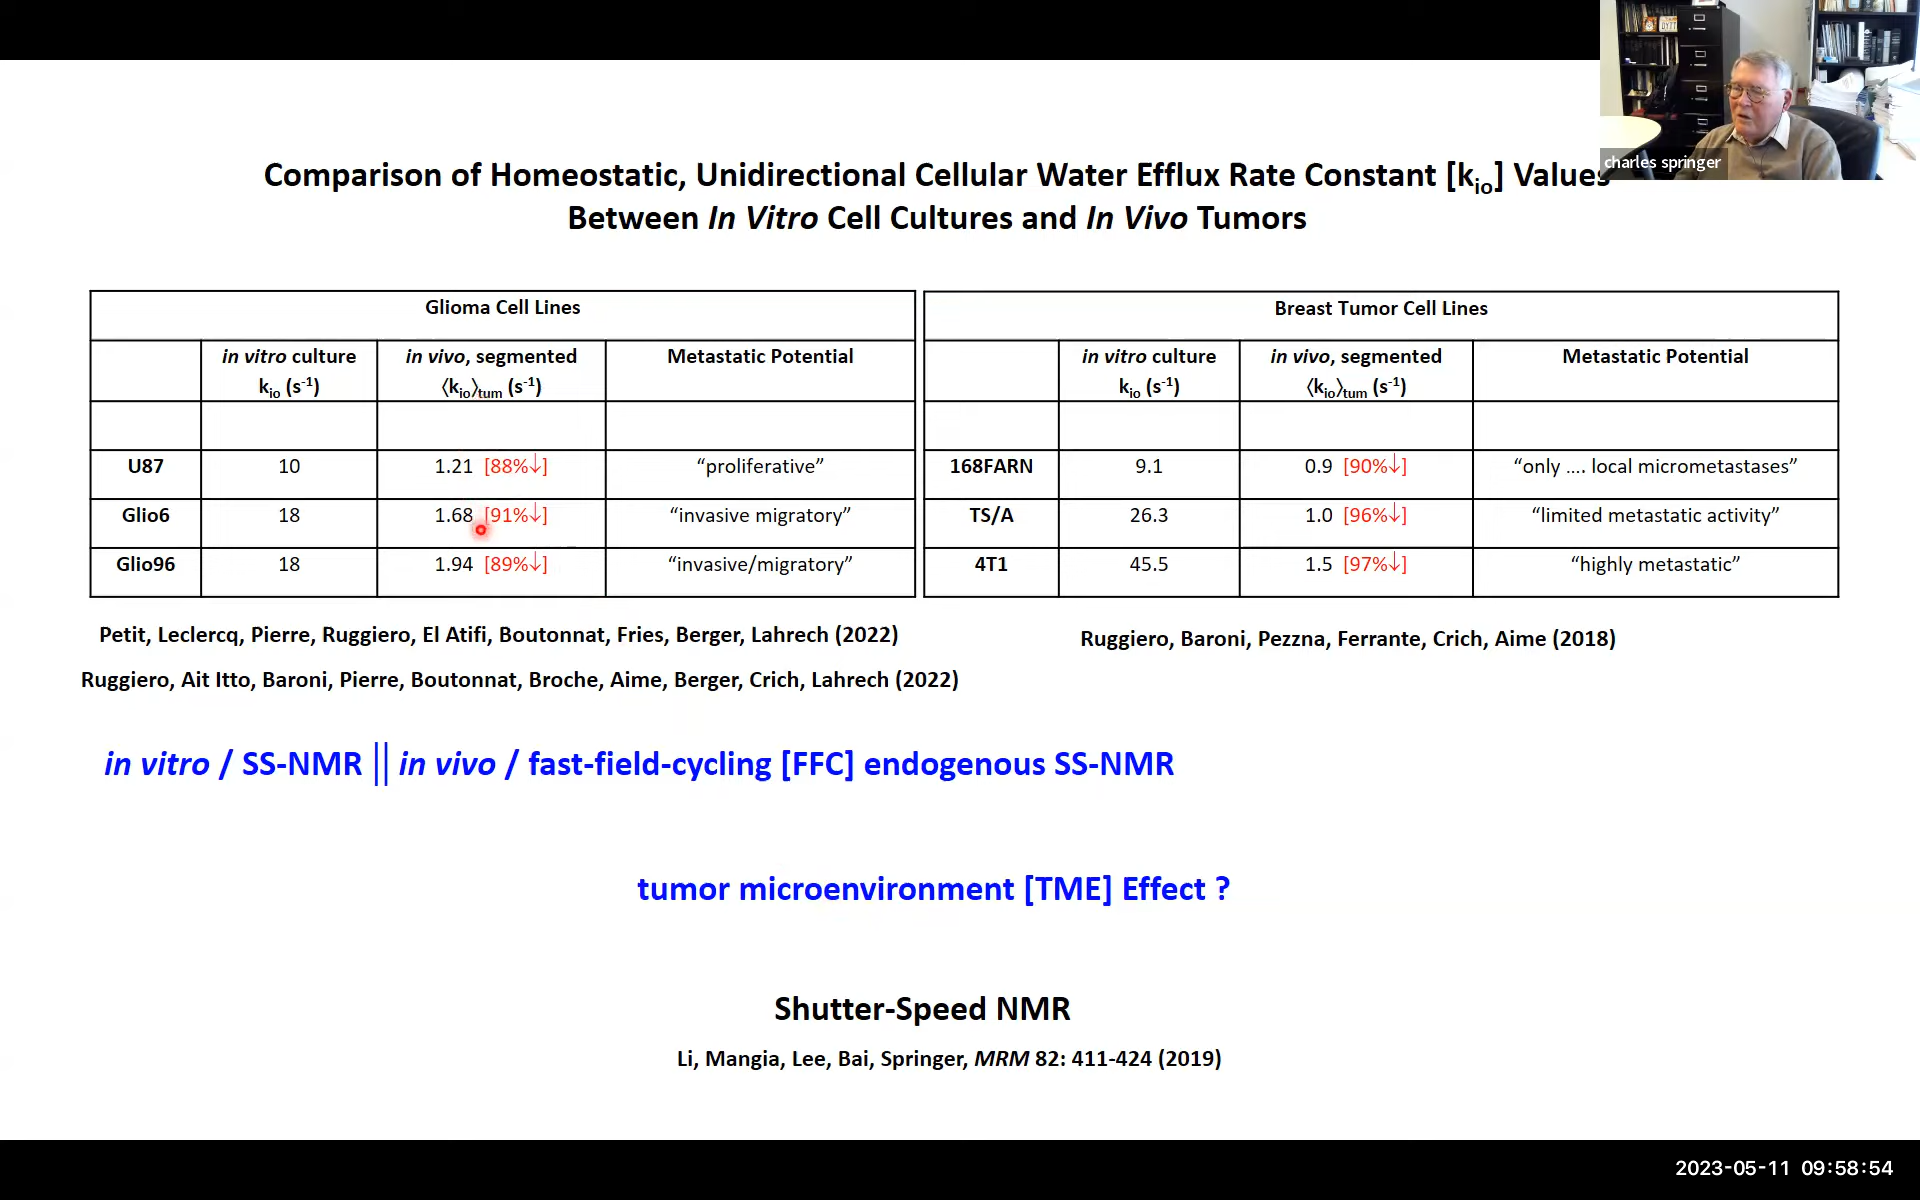 charles springer
Comparison of Homeostatic, Unidirectional Cellular Water Efflux Rate Constant [kio] Values
Between In Vitro Cell Cultures and In Vivo Tumors
Glioma Cell Lines
in vitro culture kio (s-1) in vivo, segmented ⟨kio⟩tum (s-1) Metastatic Potential
U87 10 1.21 [88%↓] “proliferative”
Glio6 18 1.68 [91%↓] “invasive migratory”
Glio96 18 1.94 [89%↓] “invasive/migratory”
Breast Tumor Cell Lines
in vitro culture kio (s-1) in vivo, segmented ⟨kio⟩tum (s-1) Metastatic Potential
168FARN 9.1 0.9 [90%↓] “only .... local micrometastases”
TS/A 26.3 1.0 [96%↓] “limited metastatic activity”
4T1 45.5 1.5 [97%↓] “highly metastatic”
Petit, Leclercq, Pierre, Ruggiero, El Atifi, Boutonnat, Fries, Berger, Lahrech (2022)
Ruggiero, Ait Itto, Baroni, Pierre, Boutonnat, Broche, Aime, Berger, Crich, Lahrech (2022)
Ruggiero, Baroni, Pezzna, Ferrante, Crich, Aime (2018)
in vitro / SS-NMR || in vivo / fast-field-cycling [FFC] endogenous SS-NMR
tumor microenvironment [TME] Effect ?
Shutter-Speed NMR
Li, Mangia, Lee, Bai, Springer, MRM 82: 411-424 (2019)
2023-05-11 09:58:54